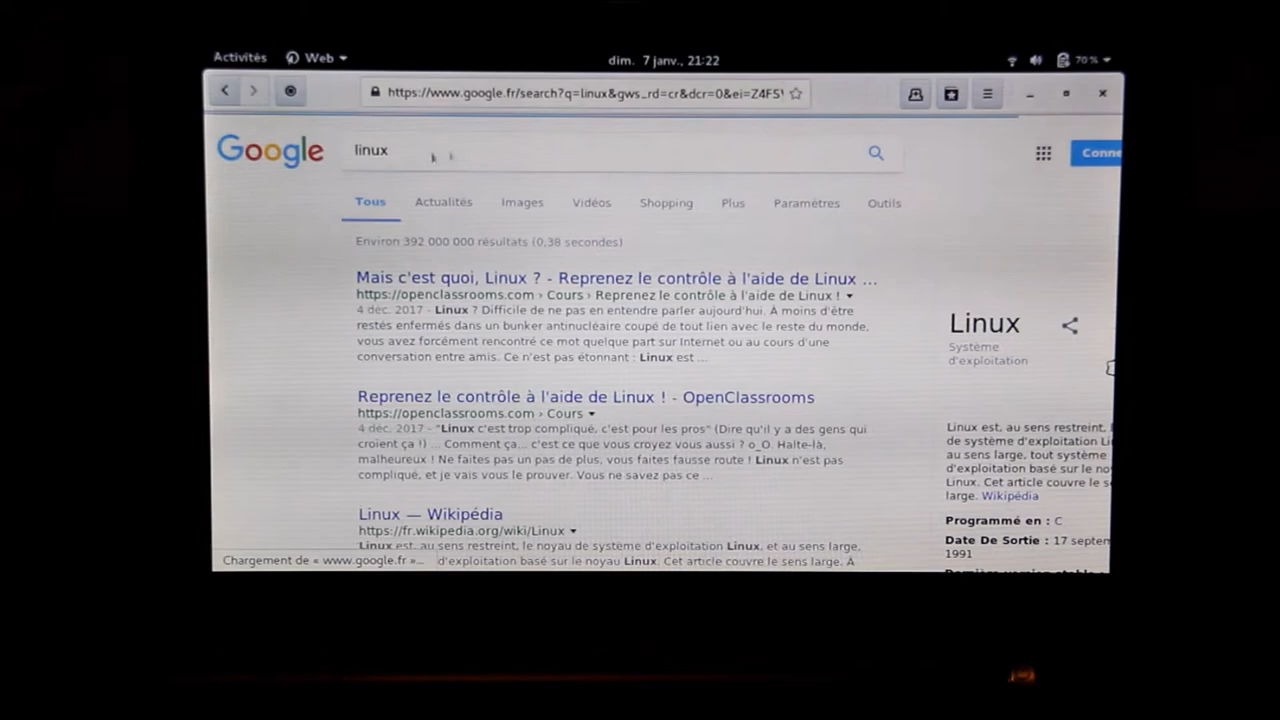 Activités
Web
dim. 7 janv., 21:22
70 %
https://www.google.fr/search?q=linux&gws_rd=cr&dcr=0&ei=Z4FS
Google
linux
Conne
Tous
Actualités
Images
Vidéos
Shopping
Plus
Paramètres
Outils
Environ 392 000 000 résultats (0,38 secondes)
Mais c'est quoi, Linux ? - Reprenez le contrôle à l'aide de Linux ...
https://openclassrooms.com › Cours › Reprenez le contrôle à l'aide de Linux !
4 déc. 2017 - Linux ? Difficile de ne pas en entendre parler aujourd'hui. À moins d'être
restés enfermés dans un bunker antinucléaire coupé de tout lien avec le reste du monde,
vous avez forcément rencontré ce mot quelque part sur Internet ou au cours d'une
conversation entre amis. Ce n'est pas étonnant : Linux est ...
Reprenez le contrôle à l'aide de Linux ! - OpenClassrooms
https://openclassrooms.com › Cours
4 déc. 2017 - "Linux c'est trop compliqué, c'est pour les pros" (Dire qu'il y a des gens qui
croient ça !) ... Comment ça... c'est ce que vous croyez vous aussi ? o_O. Halte-là,
malheureux ! Ne faites pas un pas de plus, vous faites fausse route ! Linux n'est pas
compliqué, et je vais vous le prouver. Vous ne savez pas ce ...
Linux — Wikipédia
https://fr.wikipedia.org/wiki/Linux
Linux est, au sens restreint, le noyau de système d'exploitation Linux, et au sens large,
d'exploitation basé sur le noyau Linux. Cet article couvre le sens large. À
Chargement de « www.google.fr »...
Linux
Système
d'exploitation
Linux est, au sens restreint, l
de système d'exploitation Li
au sens large, tout système
d'exploitation basé sur le no
Linux. Cet article couvre le s
large. Wikipédia
Programmé en : C
Date De Sortie : 17 septem
1991